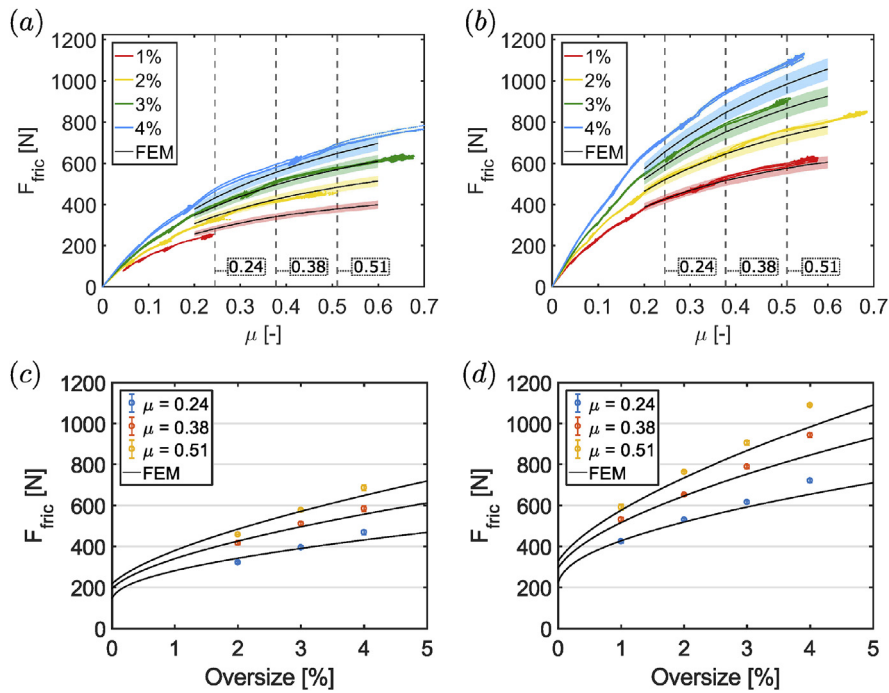 (a)
1200
1000
800
600
400
200
0
F_fric [N]
1%
2%
3%
4%
FEM
0.24
0.38
0.51
0 0.1 0.2 0.3 0.4 0.5 0.6 0.7
μ [-]
(b)
1200
1000
800
600
400
200
0
F_fric [N]
1%
2%
3%
4%
FEM
0.24
0.38
0.51
0 0.1 0.2 0.3 0.4 0.5 0.6 0.7
μ [-]
(c)
1200
1000
800
600
400
200
0
F_fric [N]
μ = 0.24
μ = 0.38
μ = 0.51
FEM
0 1 2 3 4 5
Oversize [%]
(d)
1200
1000
800
600
400
200
0
F_fric [N]
μ = 0.24
μ = 0.38
μ = 0.51
FEM
0 1 2 3 4 5
Oversize [%]